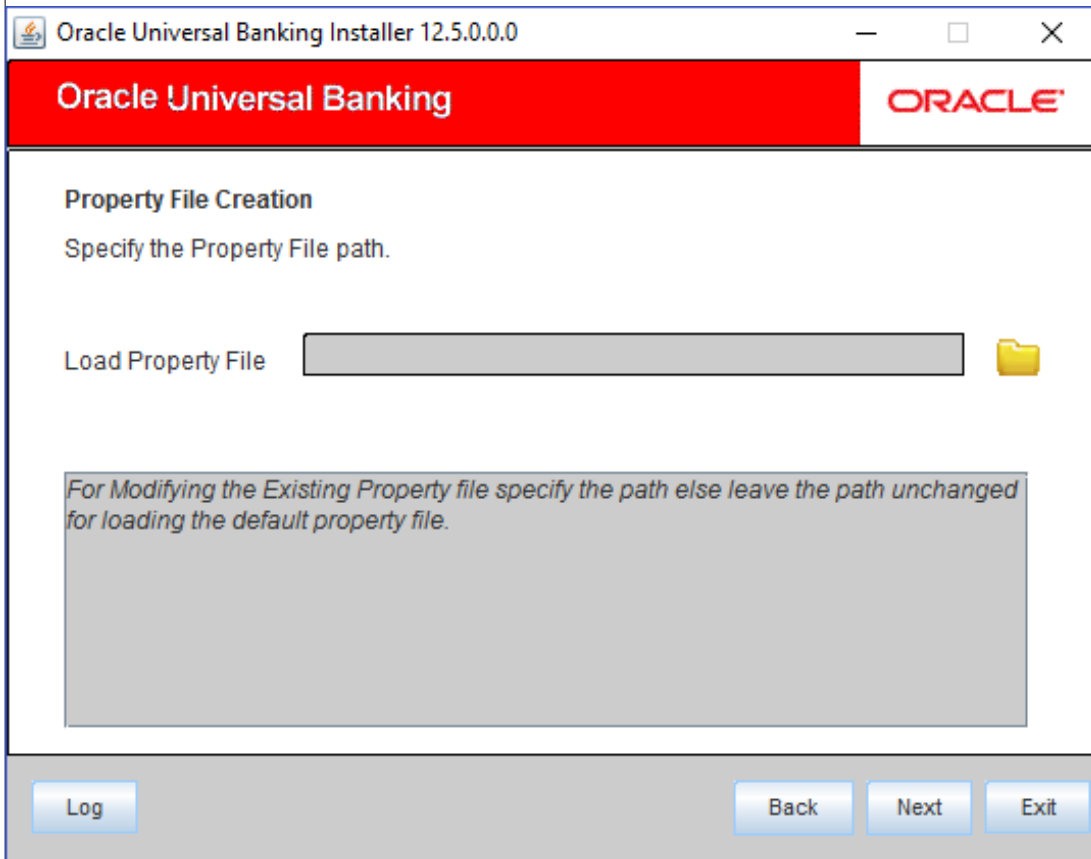 Oracle Universal Banking Installer 12.5.0.0.0
Oracle Universal Banking
ORACLE
Property File Creation
Specify the Property File path.
Load Property File
For Modifying the Existing Property file specify the path else leave the path unchanged
for loading the default property file.
Log
Back
Next
Exit